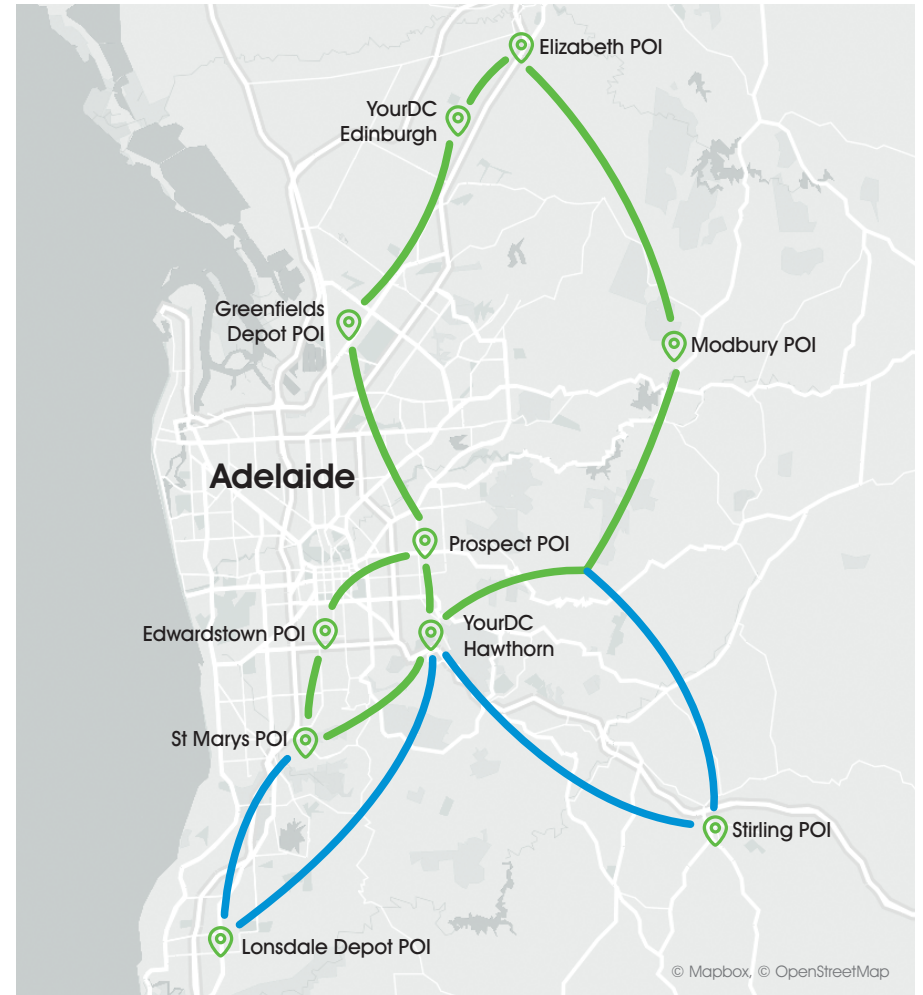 Elizabeth POI
YourDC
Edinburgh
Greenfields
Depot POI
Modbury POI
Adelaide
Prospect POI
Edwardstown POI
YourDC
Hawthorn
St Marys POI
Stirling POI
Lonsdale Depot POI
© Mapbox, © OpenStreetMap